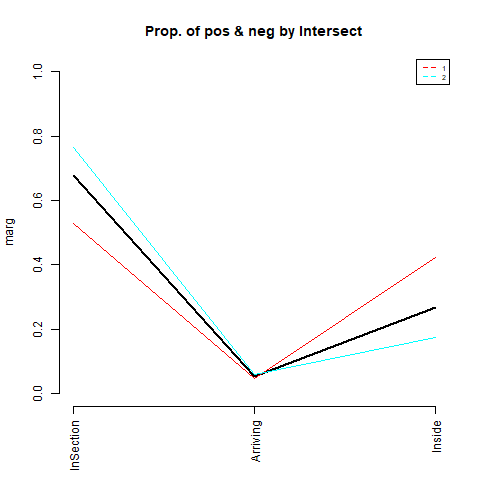 Prop. of pos & neg by Intersect
1
2
marg
1.0
0.8
0.6
0.4
0.2
0.0
InSection
Arriving
Inside